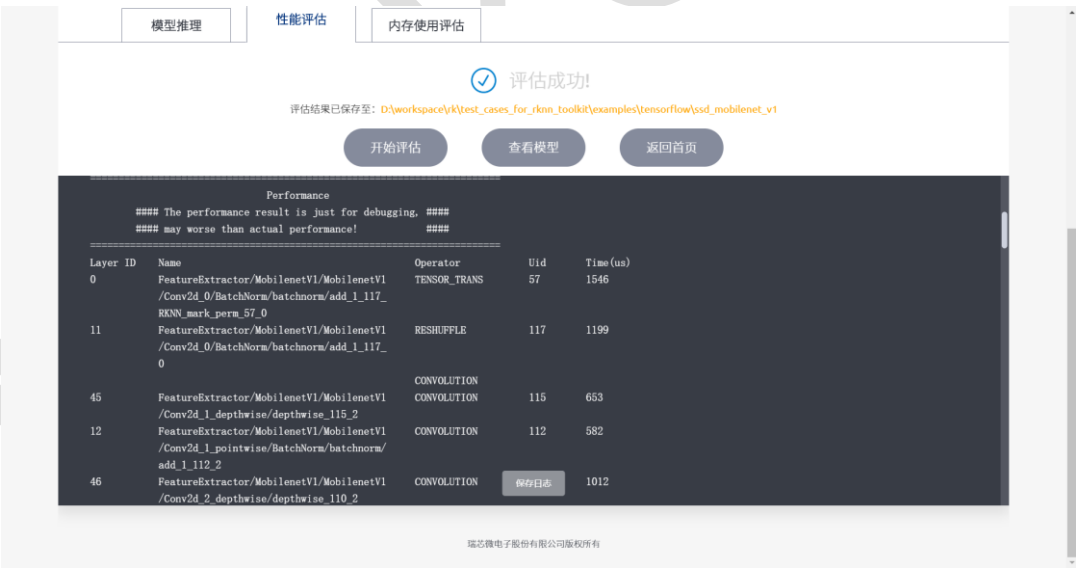 模型推理 性能评估 内存使用评估
评估成功!
评估结果已保存至: D:\workspace\rk\test_cases_for_rknn_toolkit\examples\tensorflow\ssd_mobilenet_v1
开始评估 查看模型 返回首页
========================================================================
Performance
#### The performance result is just for debugging, ####
#### may worse than actual performance! ####
========================================================================
Layer ID Name Operator Uid Time(us)
0 FeatureExtractor/MobilenetV1/MobilenetV1 TENSOR_TRANS 57 1546
/Conv2d_0/BatchNorm/batchnorm/add_1_117_
RKNN_mark_perm_57_0
11 FeatureExtractor/MobilenetV1/MobilenetV1 RESHUFFLE 117 1199
/Conv2d_0/BatchNorm/batchnorm/add_1_117_
0
CONVOLUTION
45 FeatureExtractor/MobilenetV1/MobilenetV1 CONVOLUTION 115 653
/Conv2d_1_depthwise/depthwise_115_2
12 FeatureExtractor/MobilenetV1/MobilenetV1 CONVOLUTION 112 582
/Conv2d_1_pointwise/BatchNorm/batchnorm/
add_1_112_2
46 FeatureExtractor/MobilenetV1/MobilenetV1 CONVOLUTION 1012
/Conv2d_2_depthwise/depthwise_110_2
保存日志
瑞芯微电子股份有限公司版权所有